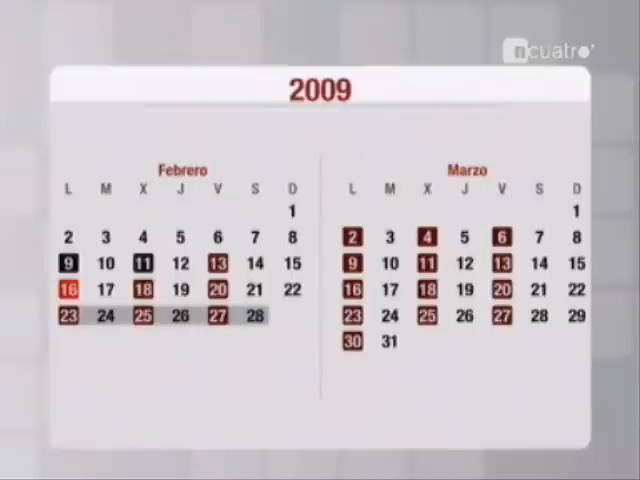 ncuatro
2009
Febrero
L M X J V S D
1
2 3 4 5 6 7 8
9 10 11 12 13 14 15
16 17 18 19 20 21 22
23 24 25 26 27 28
Marzo
L M X J V S D
1
2 3 4 5 6 7 8
9 10 11 12 13 14 15
16 17 18 19 20 21 22
23 24 25 26 27 28 29
30 31